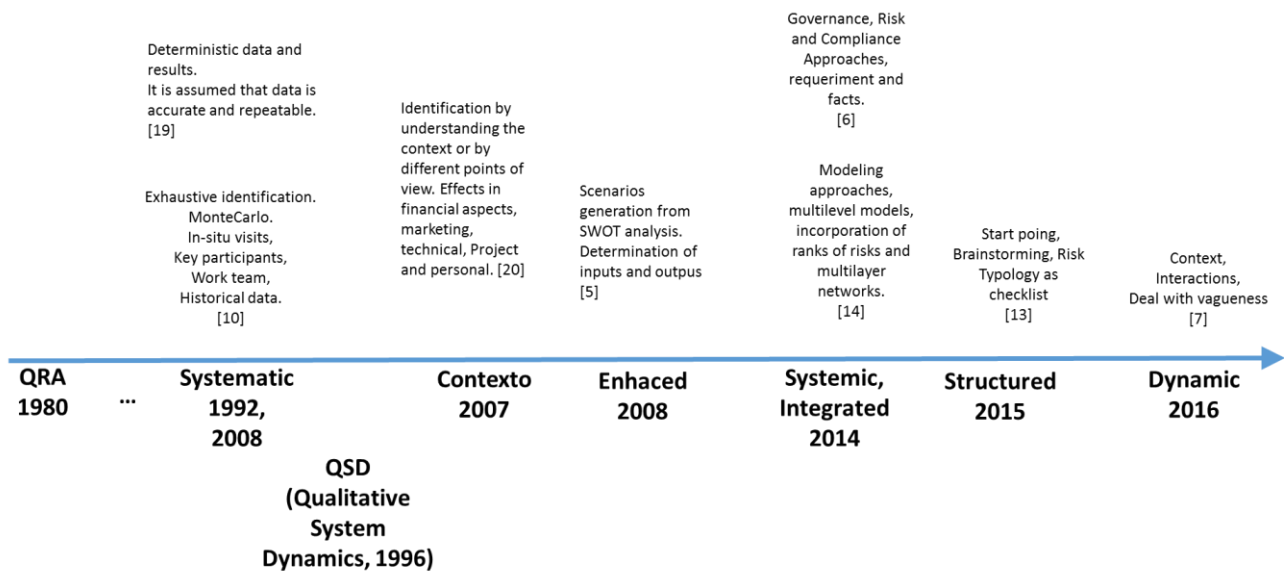 Deterministic data and
results.
It is assumed that data is
accurate and repeatable.
[19]
Exhaustive identification.
MonteCarlo.
In-situ visits,
Key participants,
Work team,
Historical data.
[10]
Identification by
understanding the
context or by
different points of
view. Effects in
financial aspects,
marketing,
technical, Project
and personal. [20]
Scenarios
generation from
SWOT analysis.
Determination of
inputs and outpus
[5]
Governance, Risk
and Compliance
Approaches,
requeriment and
facts.
[6]
Modeling
approaches,
multilevel models,
incorporation of
ranks of risks and
multilayer
networks.
[14]
Start poing,
Brainstorming, Risk
Typology as
checklist
[13]
Context,
Interactions,
Deal with vagueness
[7]
QRA
1980
...
Systematic
1992,
2008
QSD
(Qualitative
System
Dynamics, 1996)
Contexto
2007
Enhaced
2008
Systemic,
Integrated
2014
Structured
2015
Dynamic
2016